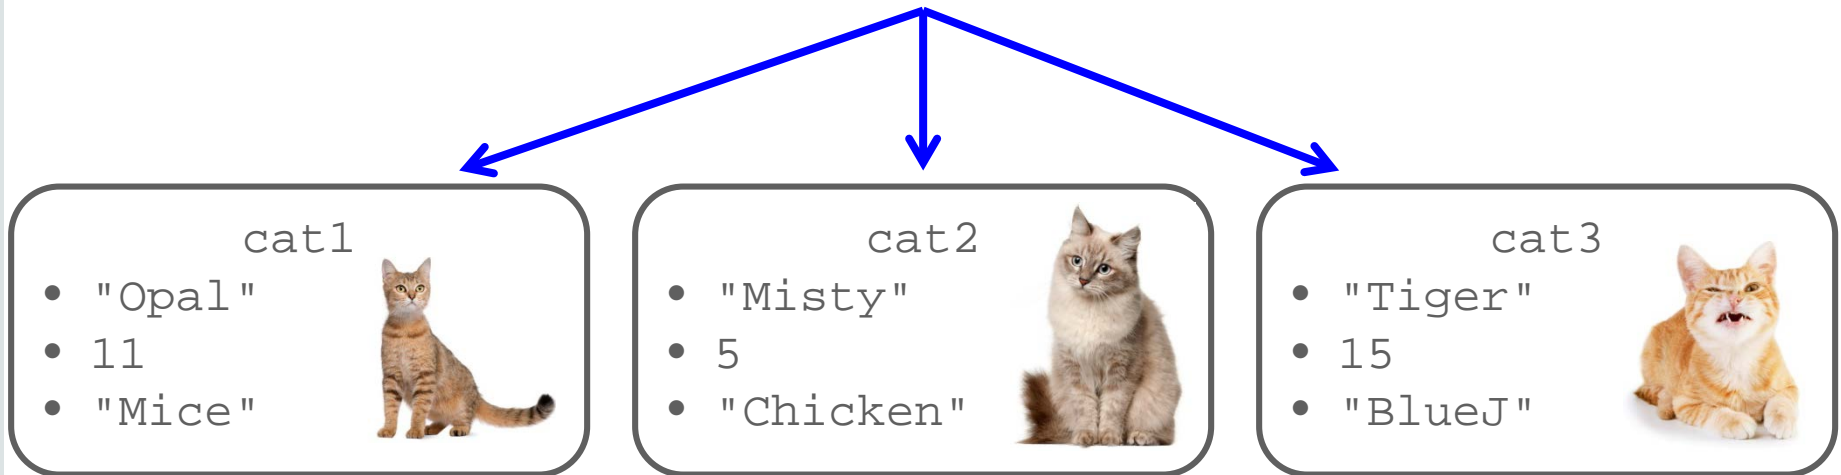 cat1
• "Opal"
• 11
• "Mice"
cat2
• "Misty"
• 5
• "Chicken"
cat3
• "Tiger"
• 15
• "BlueJ"